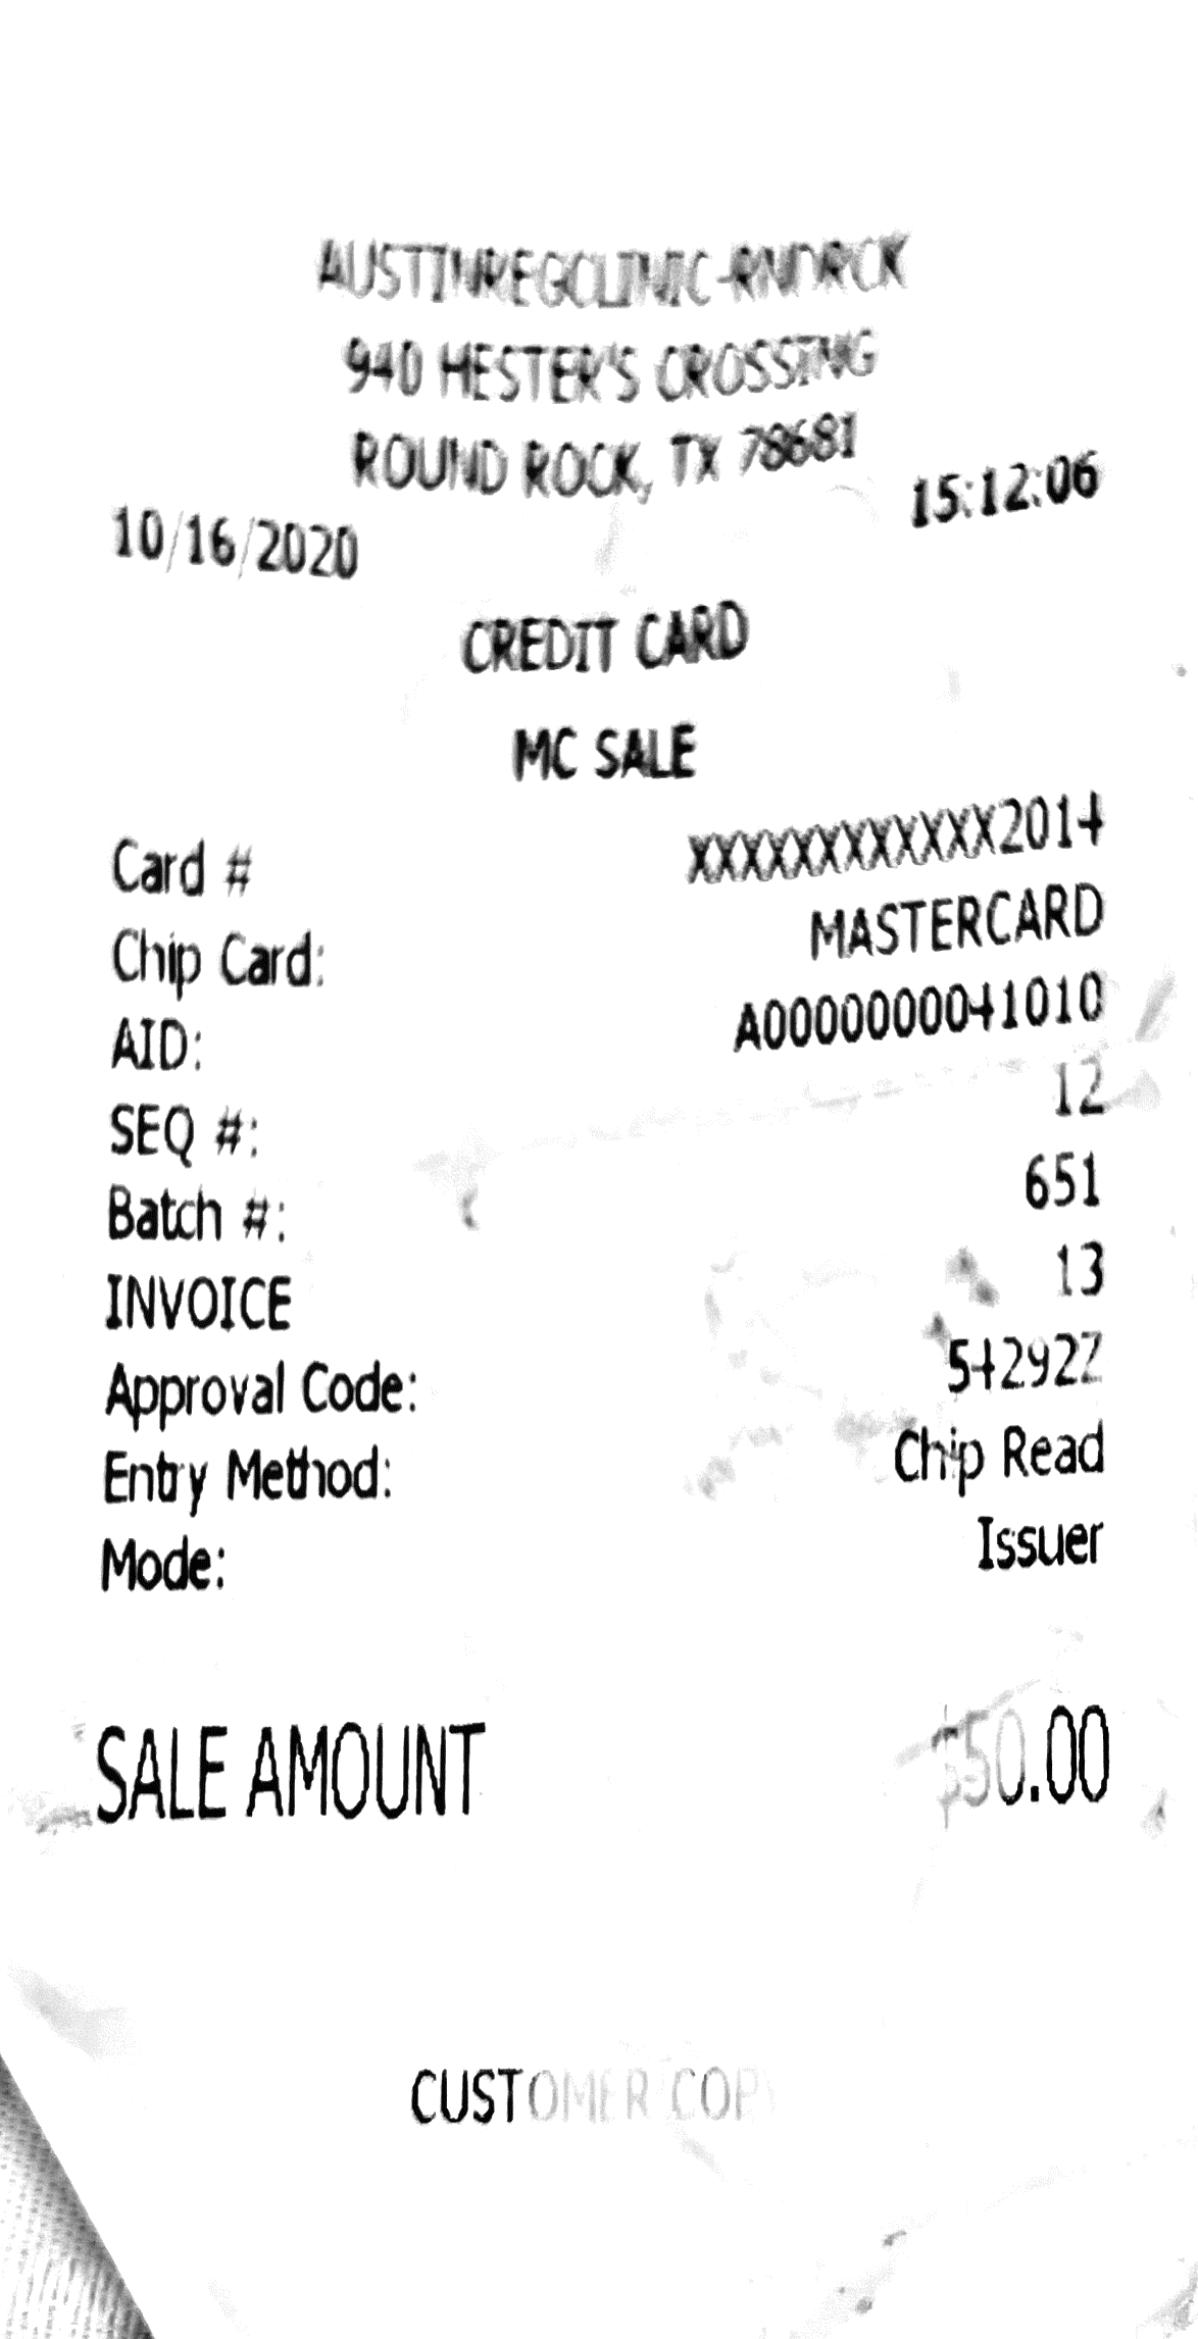 AUSTINREGCLINIC-RNDRCK
940 HESTER'S CROSSING
ROUND ROCK, TX 78681
10/16/2020 15:12:06
CREDIT CARD
MC SALE
Card # XXXXXXXXXXXX2014
Chip Card: MASTERCARD
AID: A0000000041010
SEQ #: 12
Batch #: 651
INVOICE 13
Approval Code: 54292Z
Entry Method: Chip Read
Mode: Issuer
SALE AMOUNT $50.00
CUSTOMER COPY